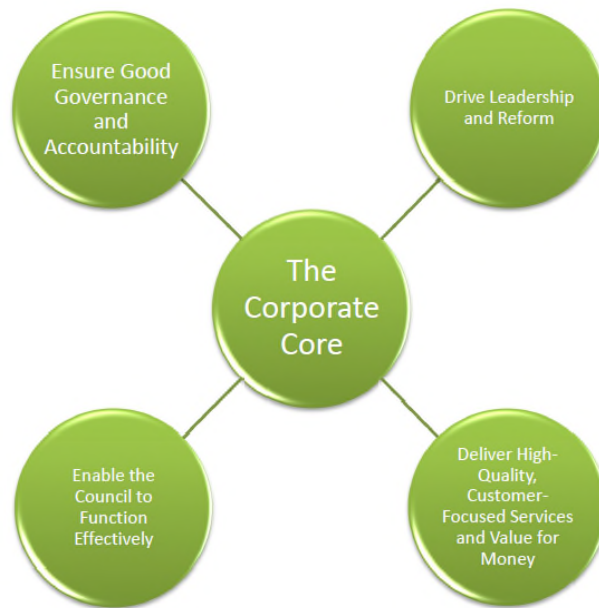 Ensure Good
Governance
and
Accountability
Drive Leadership
and Reform
The
Corporate
Core
Enable the
Council to
Function
Effectively
Deliver High-
Quality,
Customer-
Focused Services
and Value for
Money